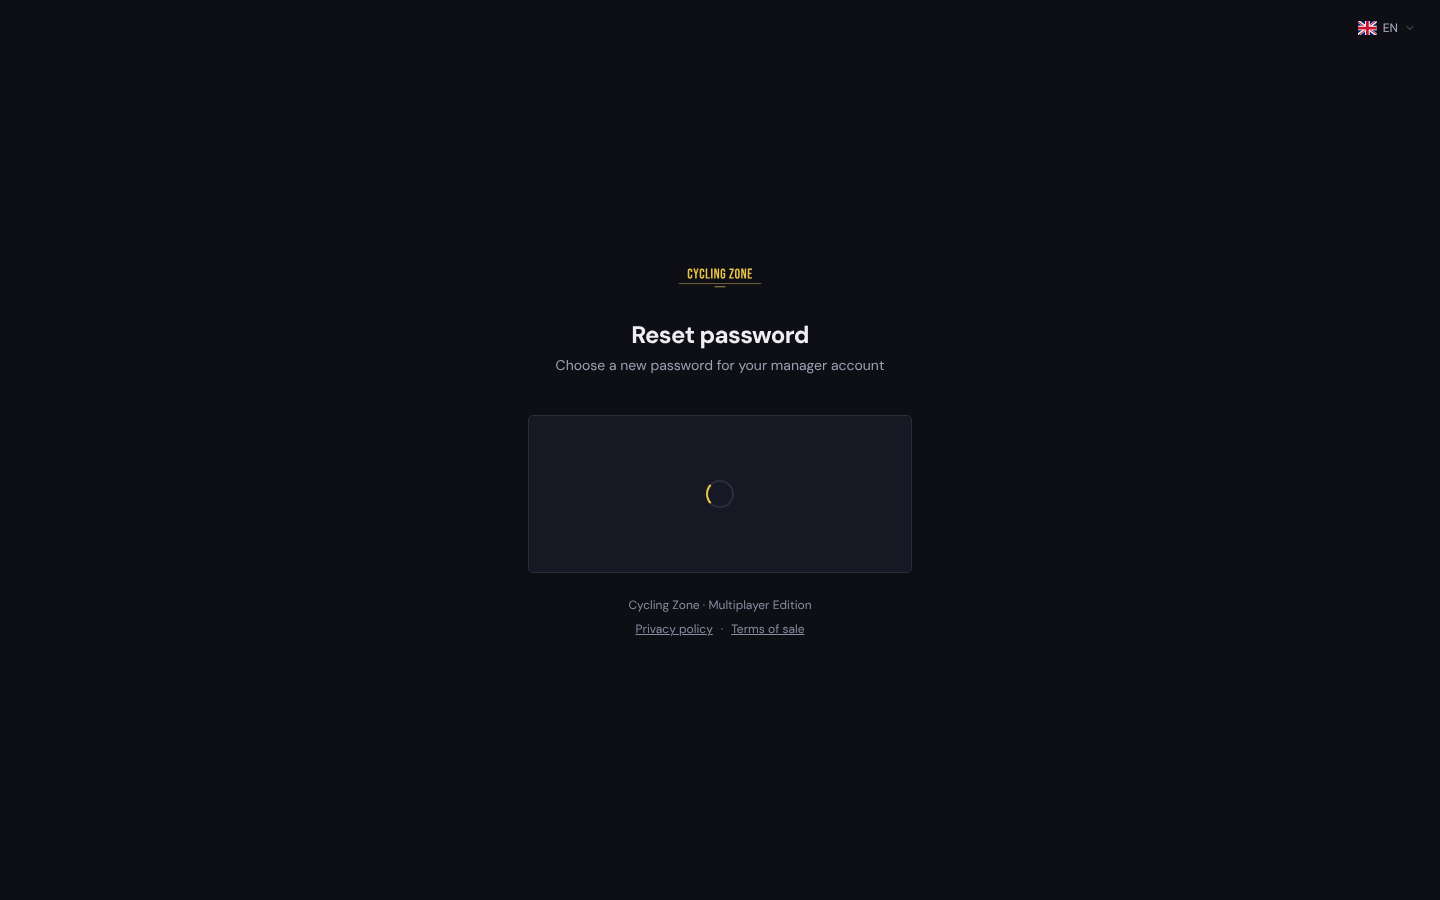 EN
CYCLING ZONE
Reset password
Choose a new password for your manager account
Cycling Zone · Multiplayer Edition
Privacy policy · Terms of sale